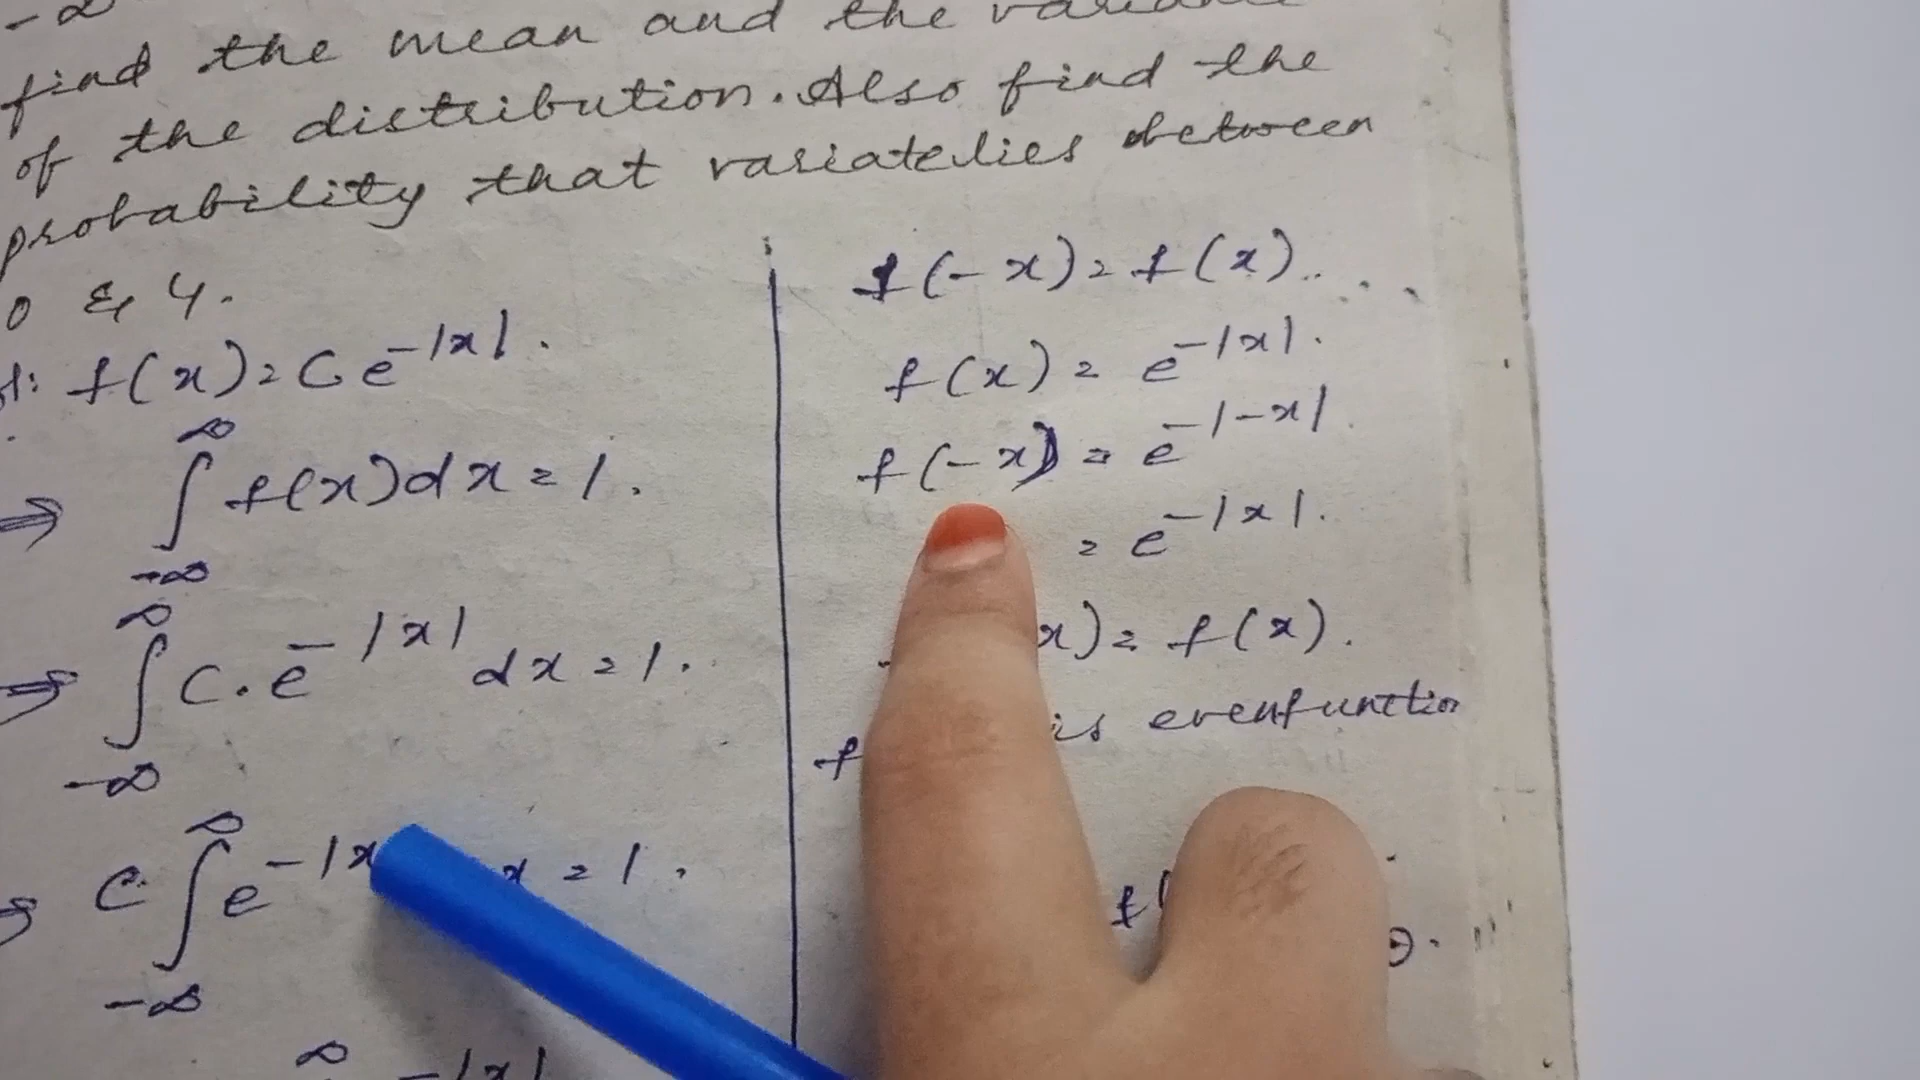 -∞
find the mean and the
of the distribution. Also find the
probability that variate lies between
0 & 4.
f(x) = C e^-|x|.
⇒ ∫_-∞^∞ f(x)dx = 1.
⇒ ∫_-∞^∞ C.e^-|x| dx = 1.
⇒ C ∫_-∞^∞ e^-|x x = 1.
∞ -|x|
f(-x) = f(x)....
f(x) = e^-|x|.
f(-x) = e^-|-x|.
= e^-|x|.
x) = f(x).
f is even function
f(